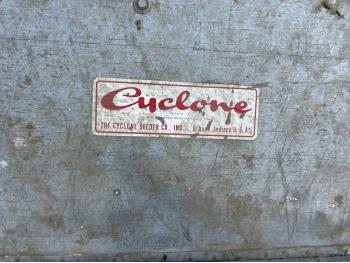 Cyclone
THE CYCLONE SEEDER CO., INC., Urbana, Indiana U. S. A.